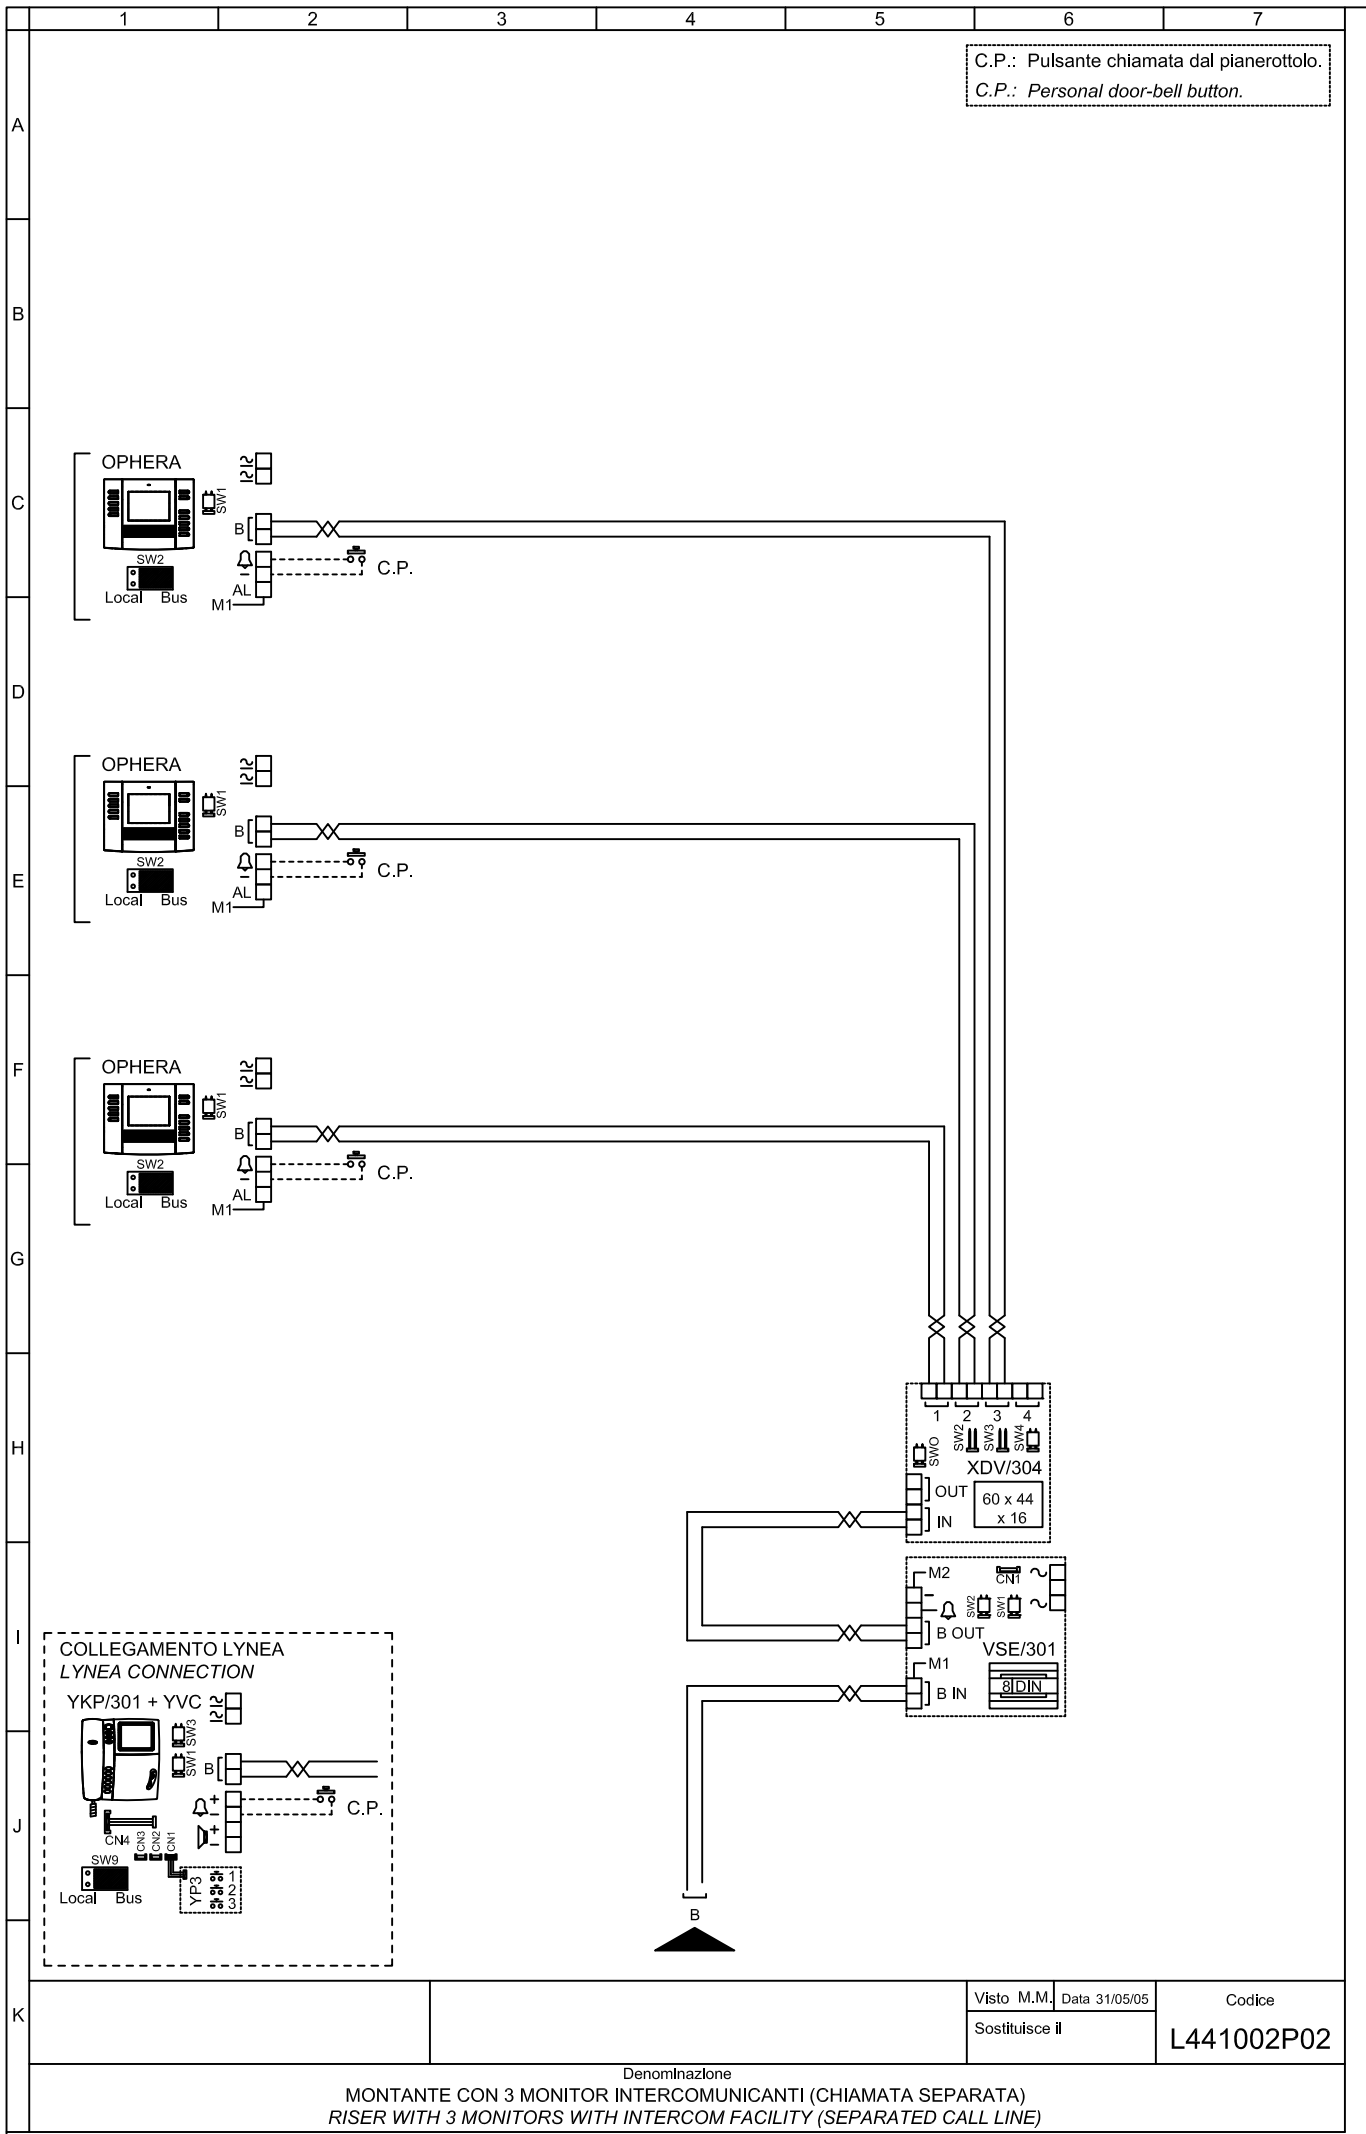 1 2 3 4 5 6 7
C.P.: Pulsante chiamata dal pianerottolo.
C.P.: Personal door-bell button.
A
B
C
D
E
F
G
H
I
J
K
OPHERA
SW1
B
SW2
Local Bus
AL
M1
C.P.
OPHERA
SW1
B
SW2
Local Bus
AL
M1
C.P.
OPHERA
SW1
B
SW2
Local Bus
AL
M1
C.P.
1 2 3 4
SWO SW2 SW3 SW4
XDV/304
OUT
60 x 44
x 16
IN
M2
CN1
SW2 SW1
B OUT
VSE/301
M1
B IN
8 DIN
B
COLLEGAMENTO LYNEA
LYNEA CONNECTION
YKP/301 + YVC
SW3
SW1
B
+
-
C.P.
+
-
CN4
CN3 CN2 CN1
SW9
Local Bus
YP3
1
2
3
Visto M.M. Data 31/05/05
Sostituisce il
Codice
L441002P02
Denominazione
MONTANTE CON 3 MONITOR INTERCOMUNICANTI (CHIAMATA SEPARATA)
RISER WITH 3 MONITORS WITH INTERCOM FACILITY (SEPARATED CALL LINE)